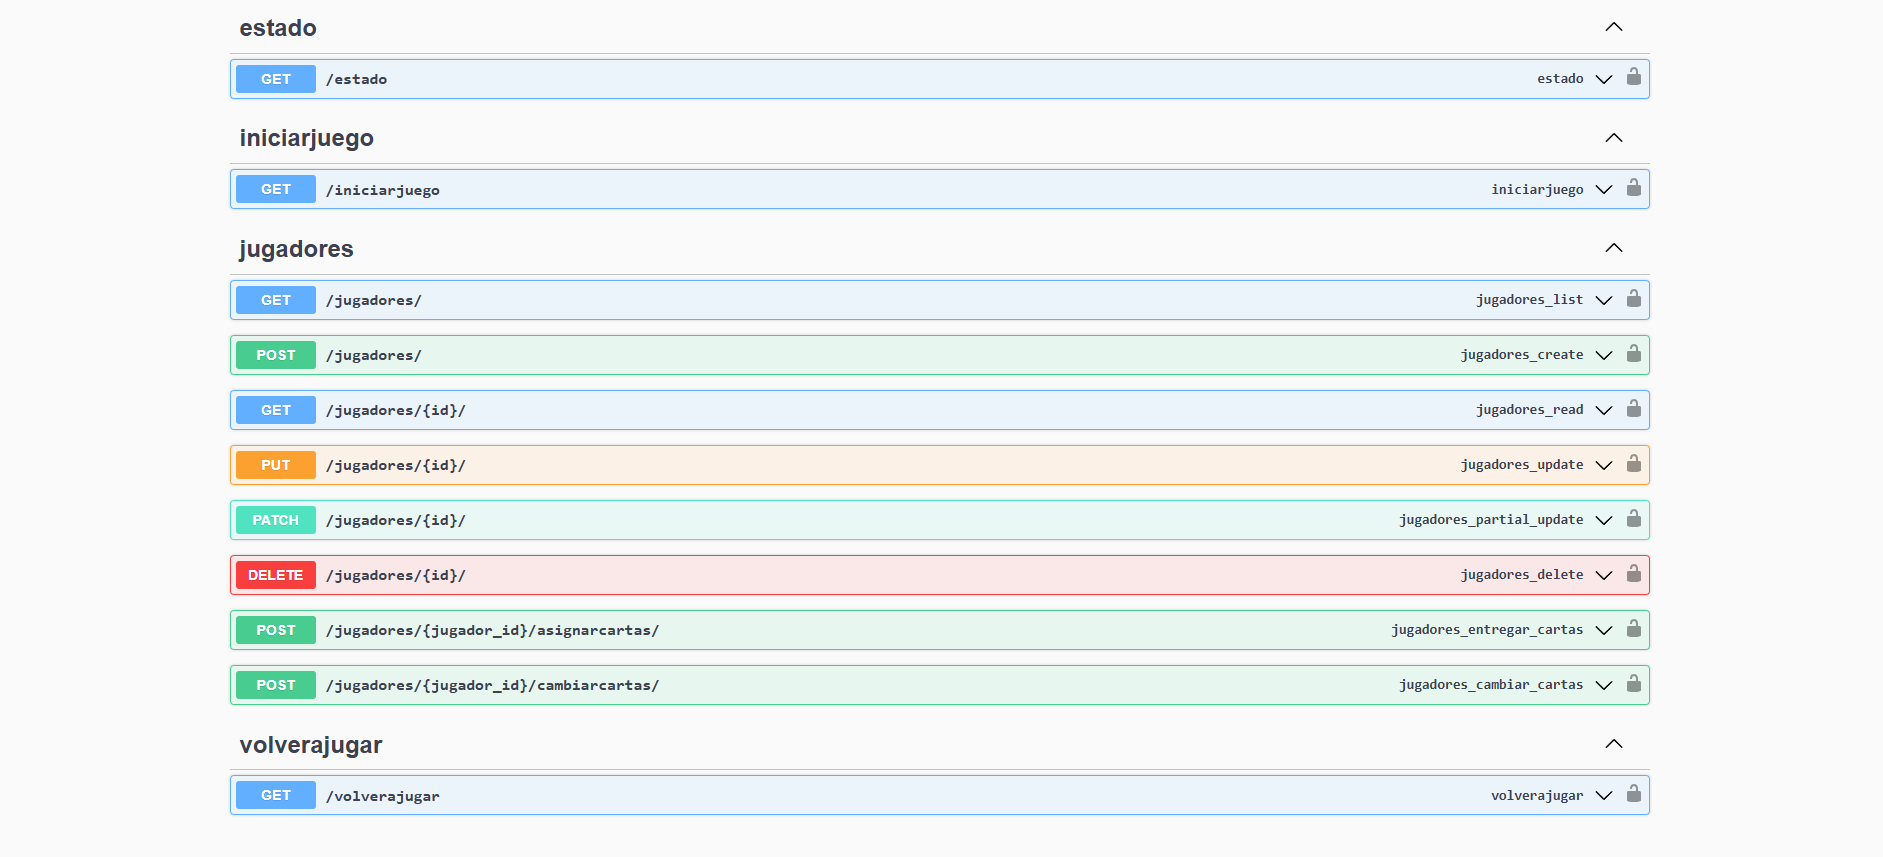 estado
GET /estado estado
iniciarjuego
GET /iniciarjuego iniciarjuego
jugadores
GET /jugadores/ jugadores_list
POST /jugadores/ jugadores_create
GET /jugadores/{id}/ jugadores_read
PUT /jugadores/{id}/ jugadores_update
PATCH /jugadores/{id}/ jugadores_partial_update
DELETE /jugadores/{id}/ jugadores_delete
POST /jugadores/{jugador_id}/asignarcartas/ jugadores_entregar_cartas
POST /jugadores/{jugador_id}/cambiarcartas/ jugadores_cambiar_cartas
volverajugar
GET /volverajugar volverajugar